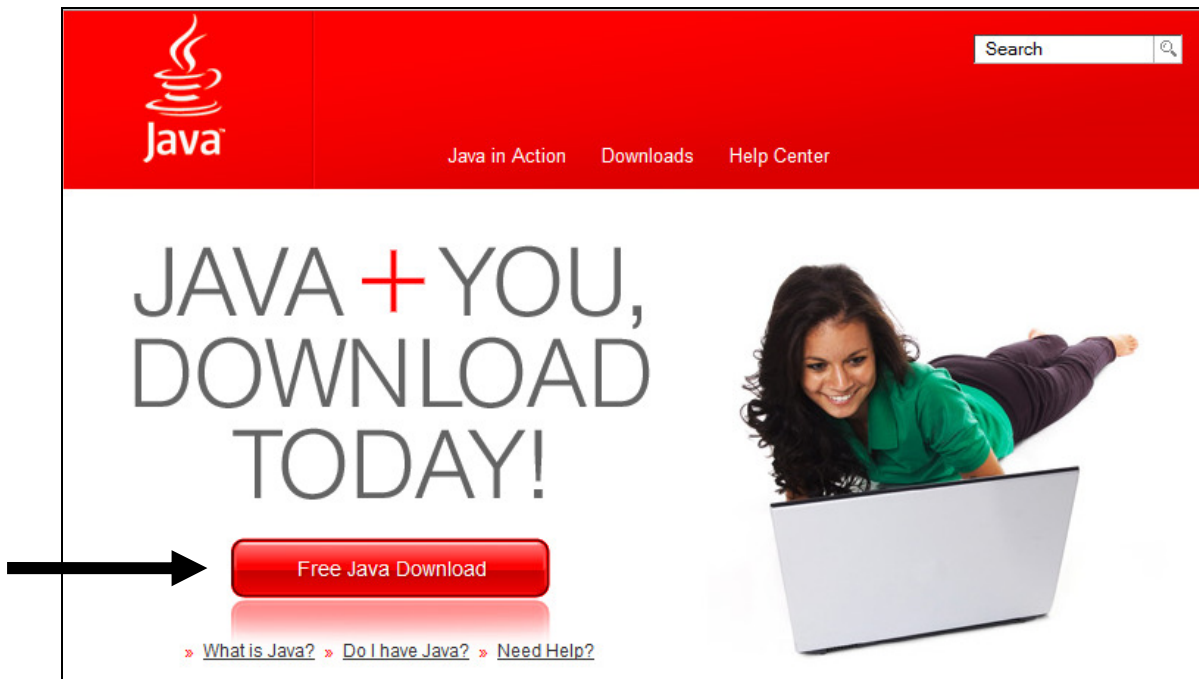 Java™
Search
Java in Action Downloads Help Center
JAVA + YOU,
DOWNLOAD
TODAY!
Free Java Download
» What is Java? » Do I have Java? » Need Help?